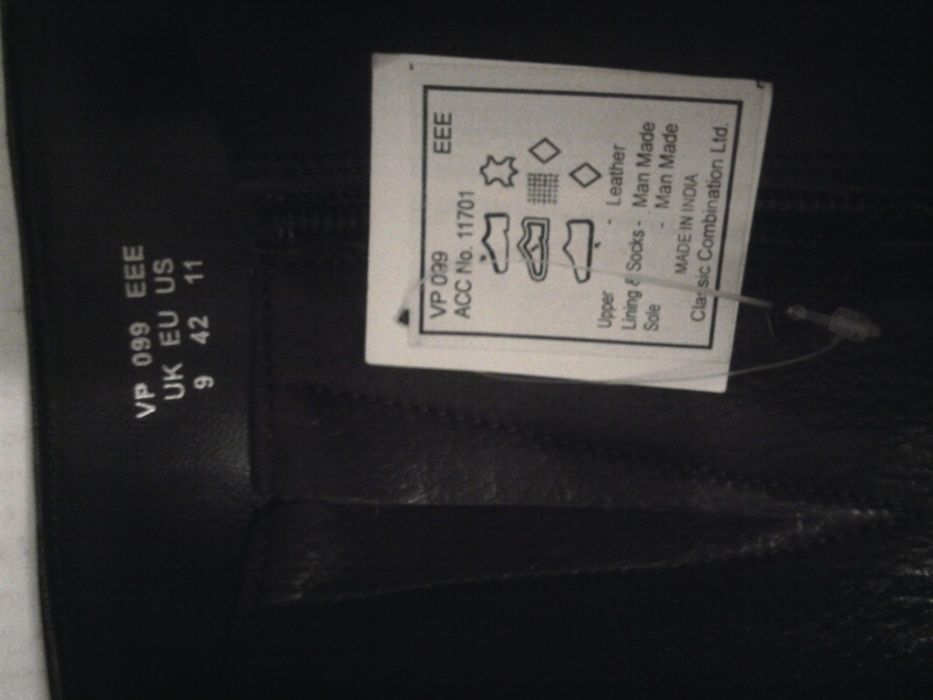 VP 099 EEE
UK EU US
9 42 11
VP 099 EEE
ACC No. 11701
Upper - Leather
Lining & Socks - Man Made
Sole - Man Made
MADE IN INDIA
Classic Combination Ltd.